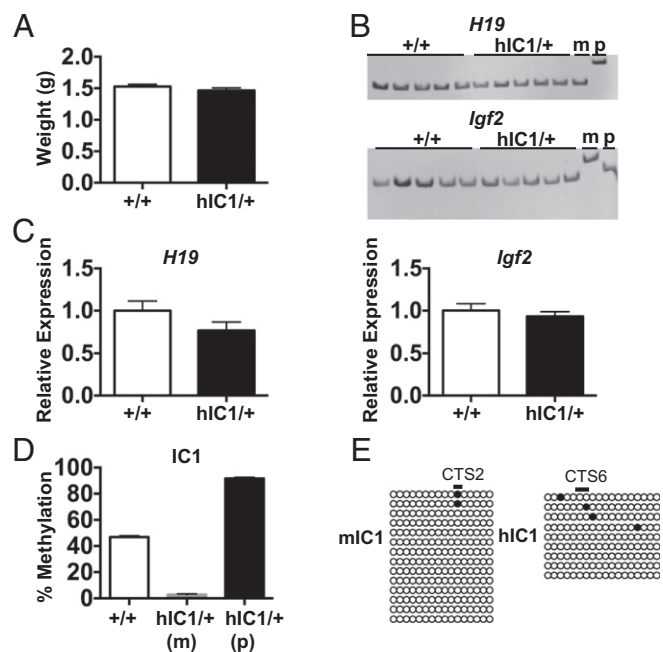 A
Weight (g)
2.0
1.5
1.0
0.5
0.0
+/+ hIC1/+
B
H19
+/+ hIC1/+ m p
Igf2
+/+ hIC1/+ m p
C
H19
Relative Expression
1.5
1.0
0.5
0.0
+/+ hIC1/+
Igf2
Relative Expression
1.5
1.0
0.5
0.0
+/+ hIC1/+
D
IC1
% Methylation
100
80
60
40
20
0
+/+ hIC1/+ hIC1/+
(m) (p)
E
CTS2 CTS6
mIC1 hIC1